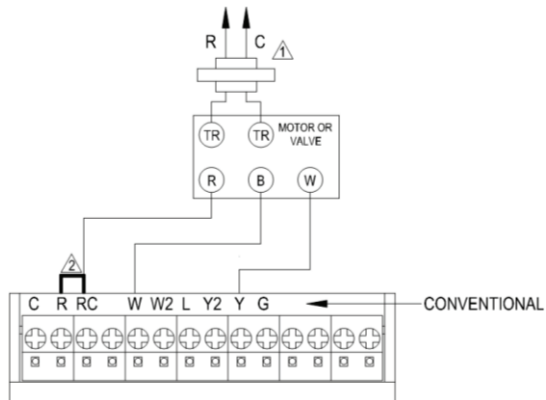 R C 1
TR TR MOTOR OR
VALVE
R B W
2
C R RC W W2 L Y2 Y G CONVENTIONAL